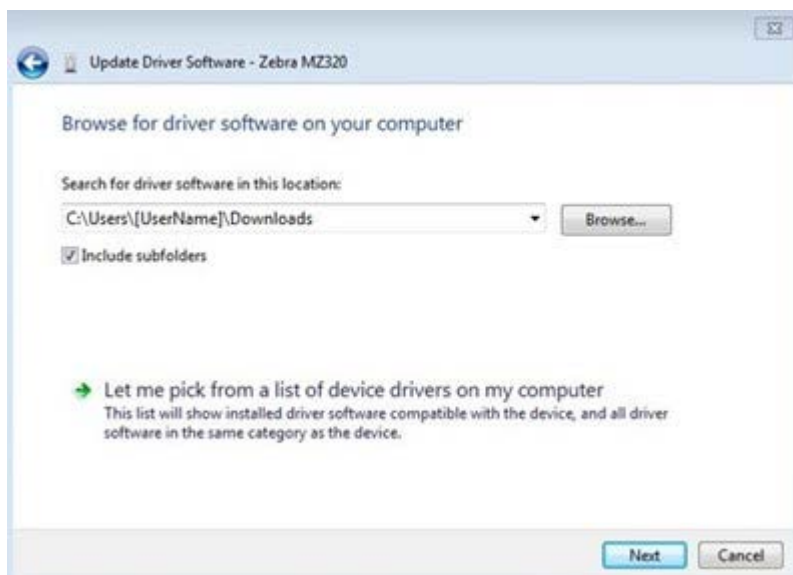 Update Driver Software - Zebra MZ320
Browse for driver software on your computer
Search for driver software in this location:
C:\Users\[UserName]\Downloads
Browse...
Include subfolders
Let me pick from a list of device drivers on my computer
This list will show installed driver software compatible with the device, and all driver
software in the same category as the device.
Next
Cancel